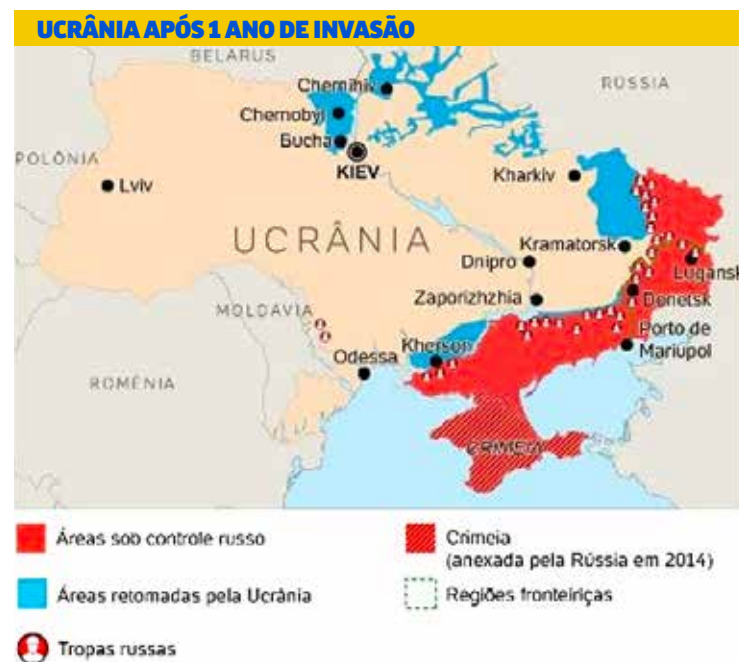 UCRÂNIA APÓS 1 ANO DE INVASÃO
BELARUS
RÚSSIA
Chernihiv
Chernobyl
POLÔNIA
Bucha
KIEV
Lviv
Kharkiv
UCRÂNIA
Kramatorsk
Dnipro
Lugansk
MOLDAVIA
Zaporizhzhia
Donetsk
Kherson
Porto de
Mariupol
Odessa
ROMÊNIA
CRIMEIA
Áreas sob controle russo
Crimeia
(anexada pela Rússia em 2014)
Áreas retomadas pela Ucrânia
Regiões fronteiriças
Tropas russas